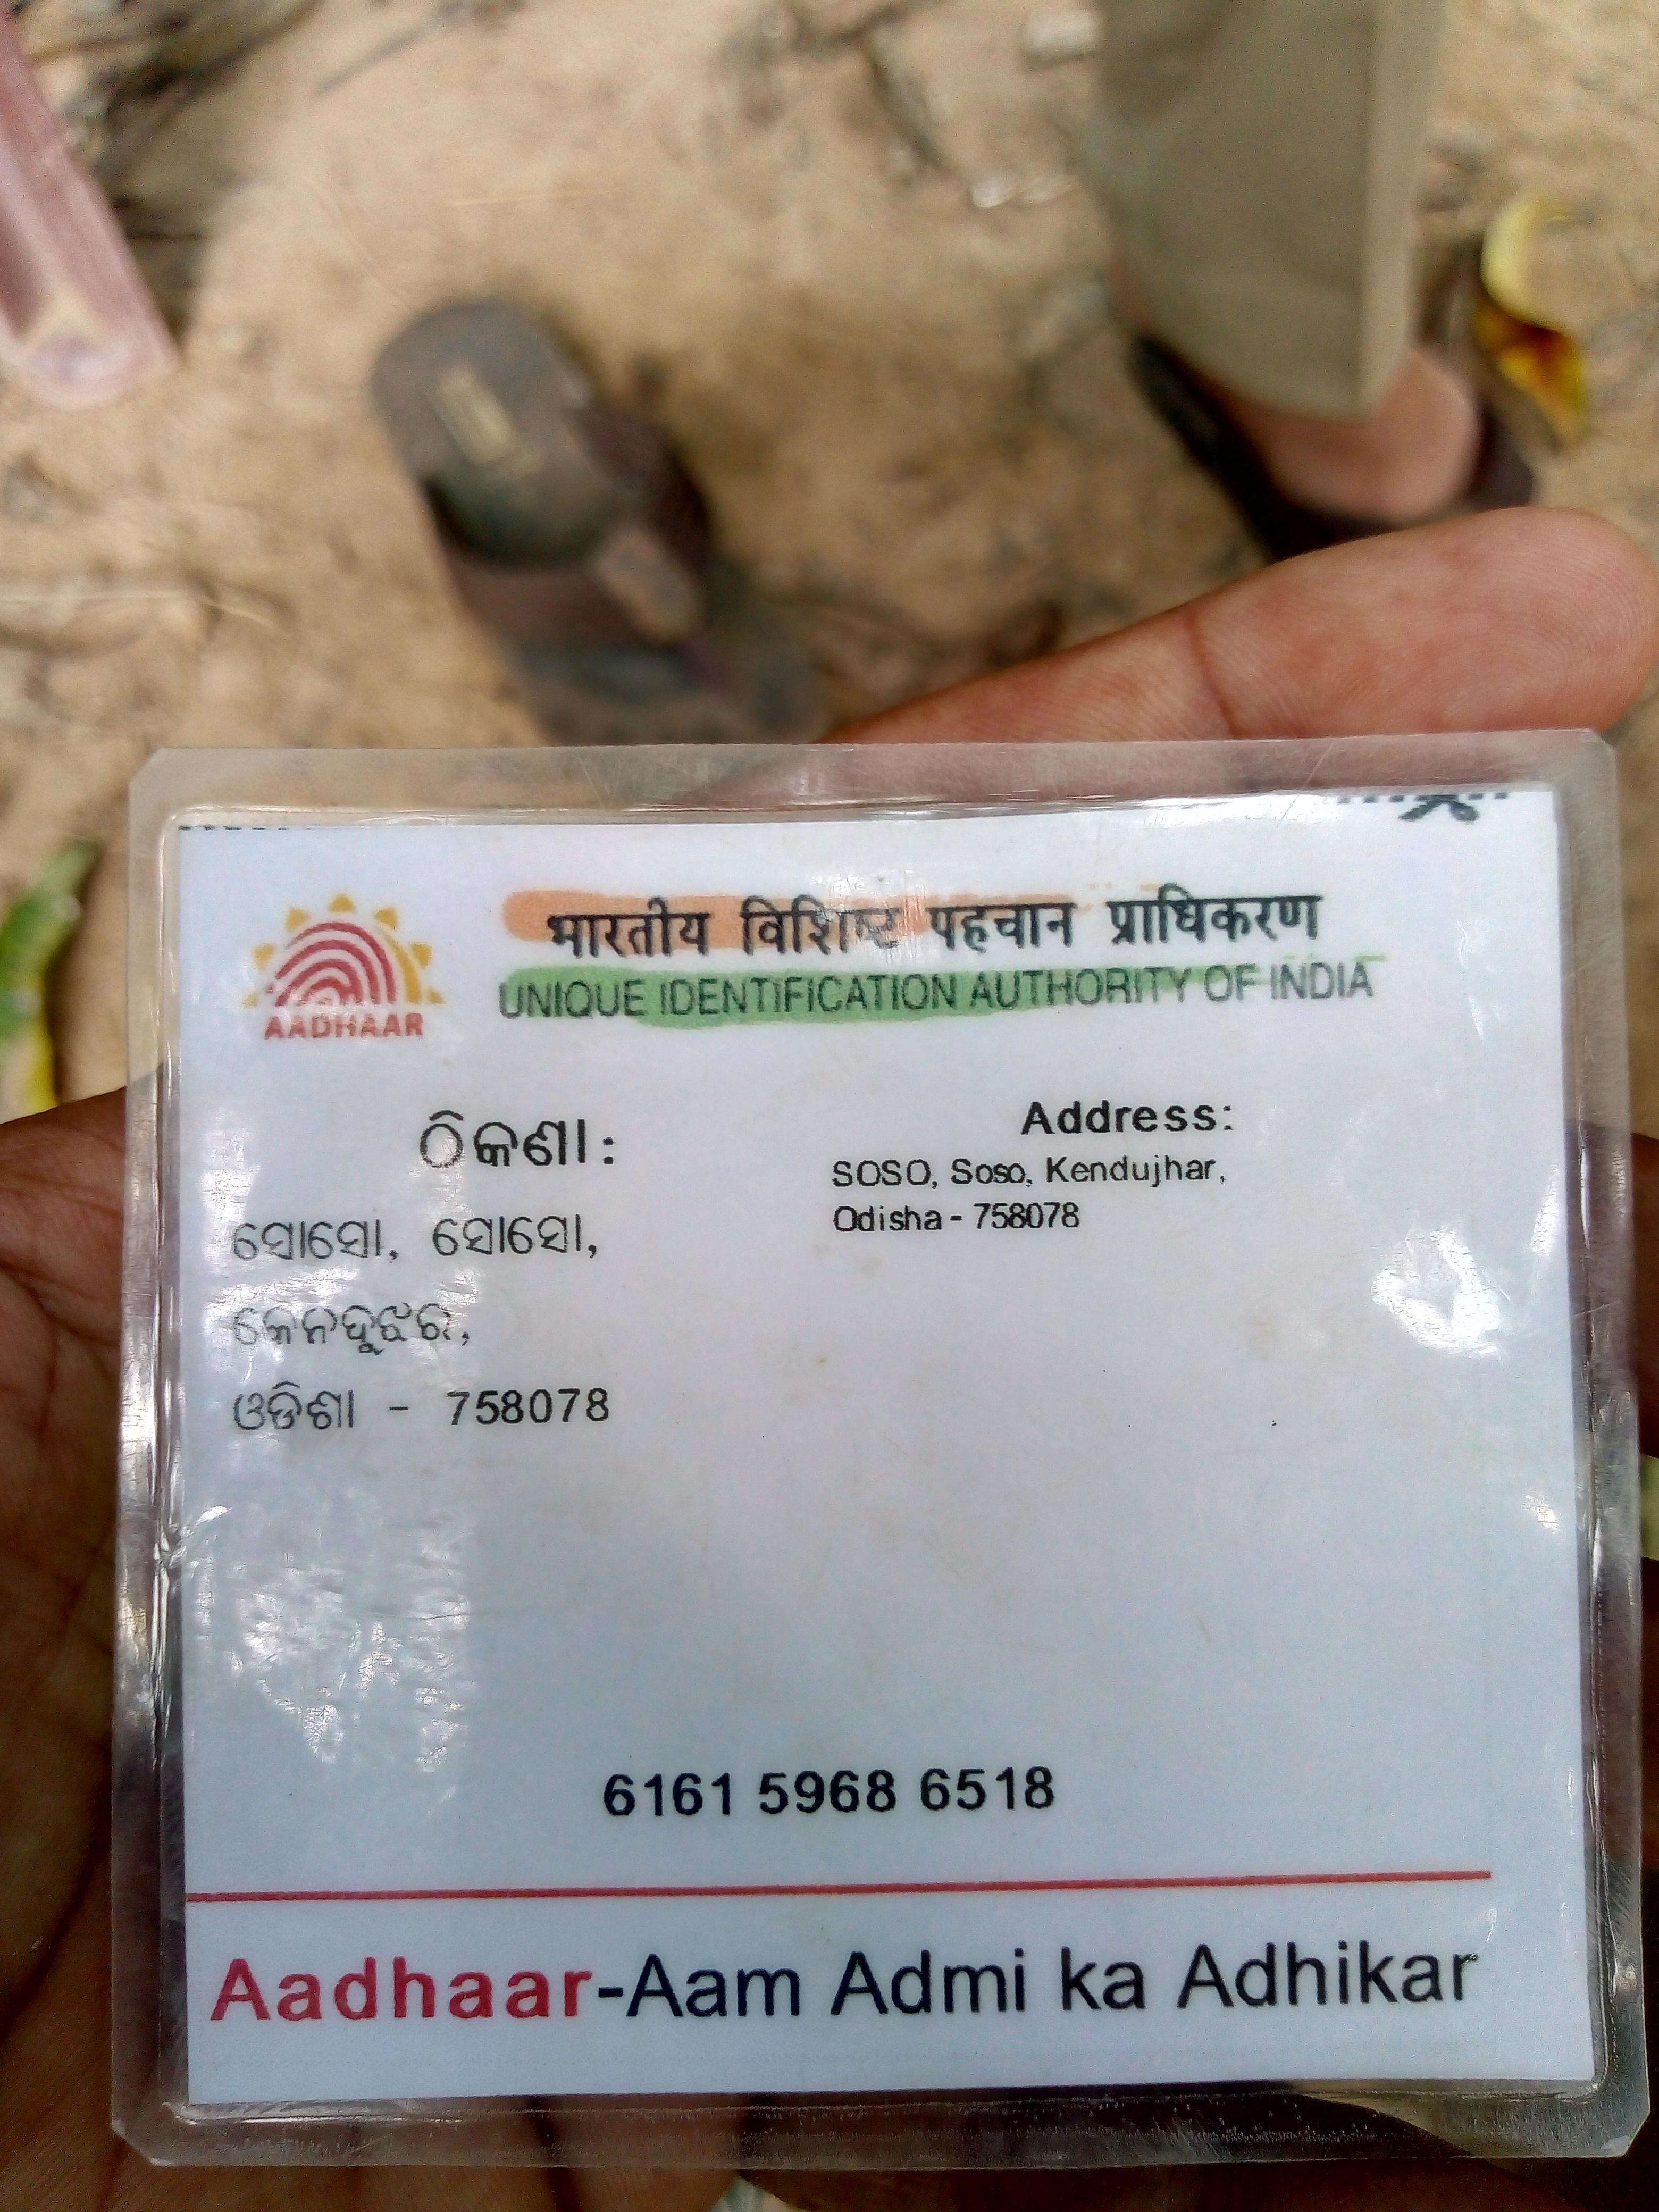 भारतीय विशिष्ट पहचान प्राधिकरण
UNIQUE IDENTIFICATION AUTHORITY OF INDIA
AADHAAR
ଠିକଣା:
ସୋସୋ, ସୋସୋ,
କେନଦୁଝର,
ଓଡିଶା - 758078
Address:
SOSO, Soso, Kendujhar,
Odisha - 758078
6161 5968 6518
Aadhaar-Aam Admi ka Adhikar